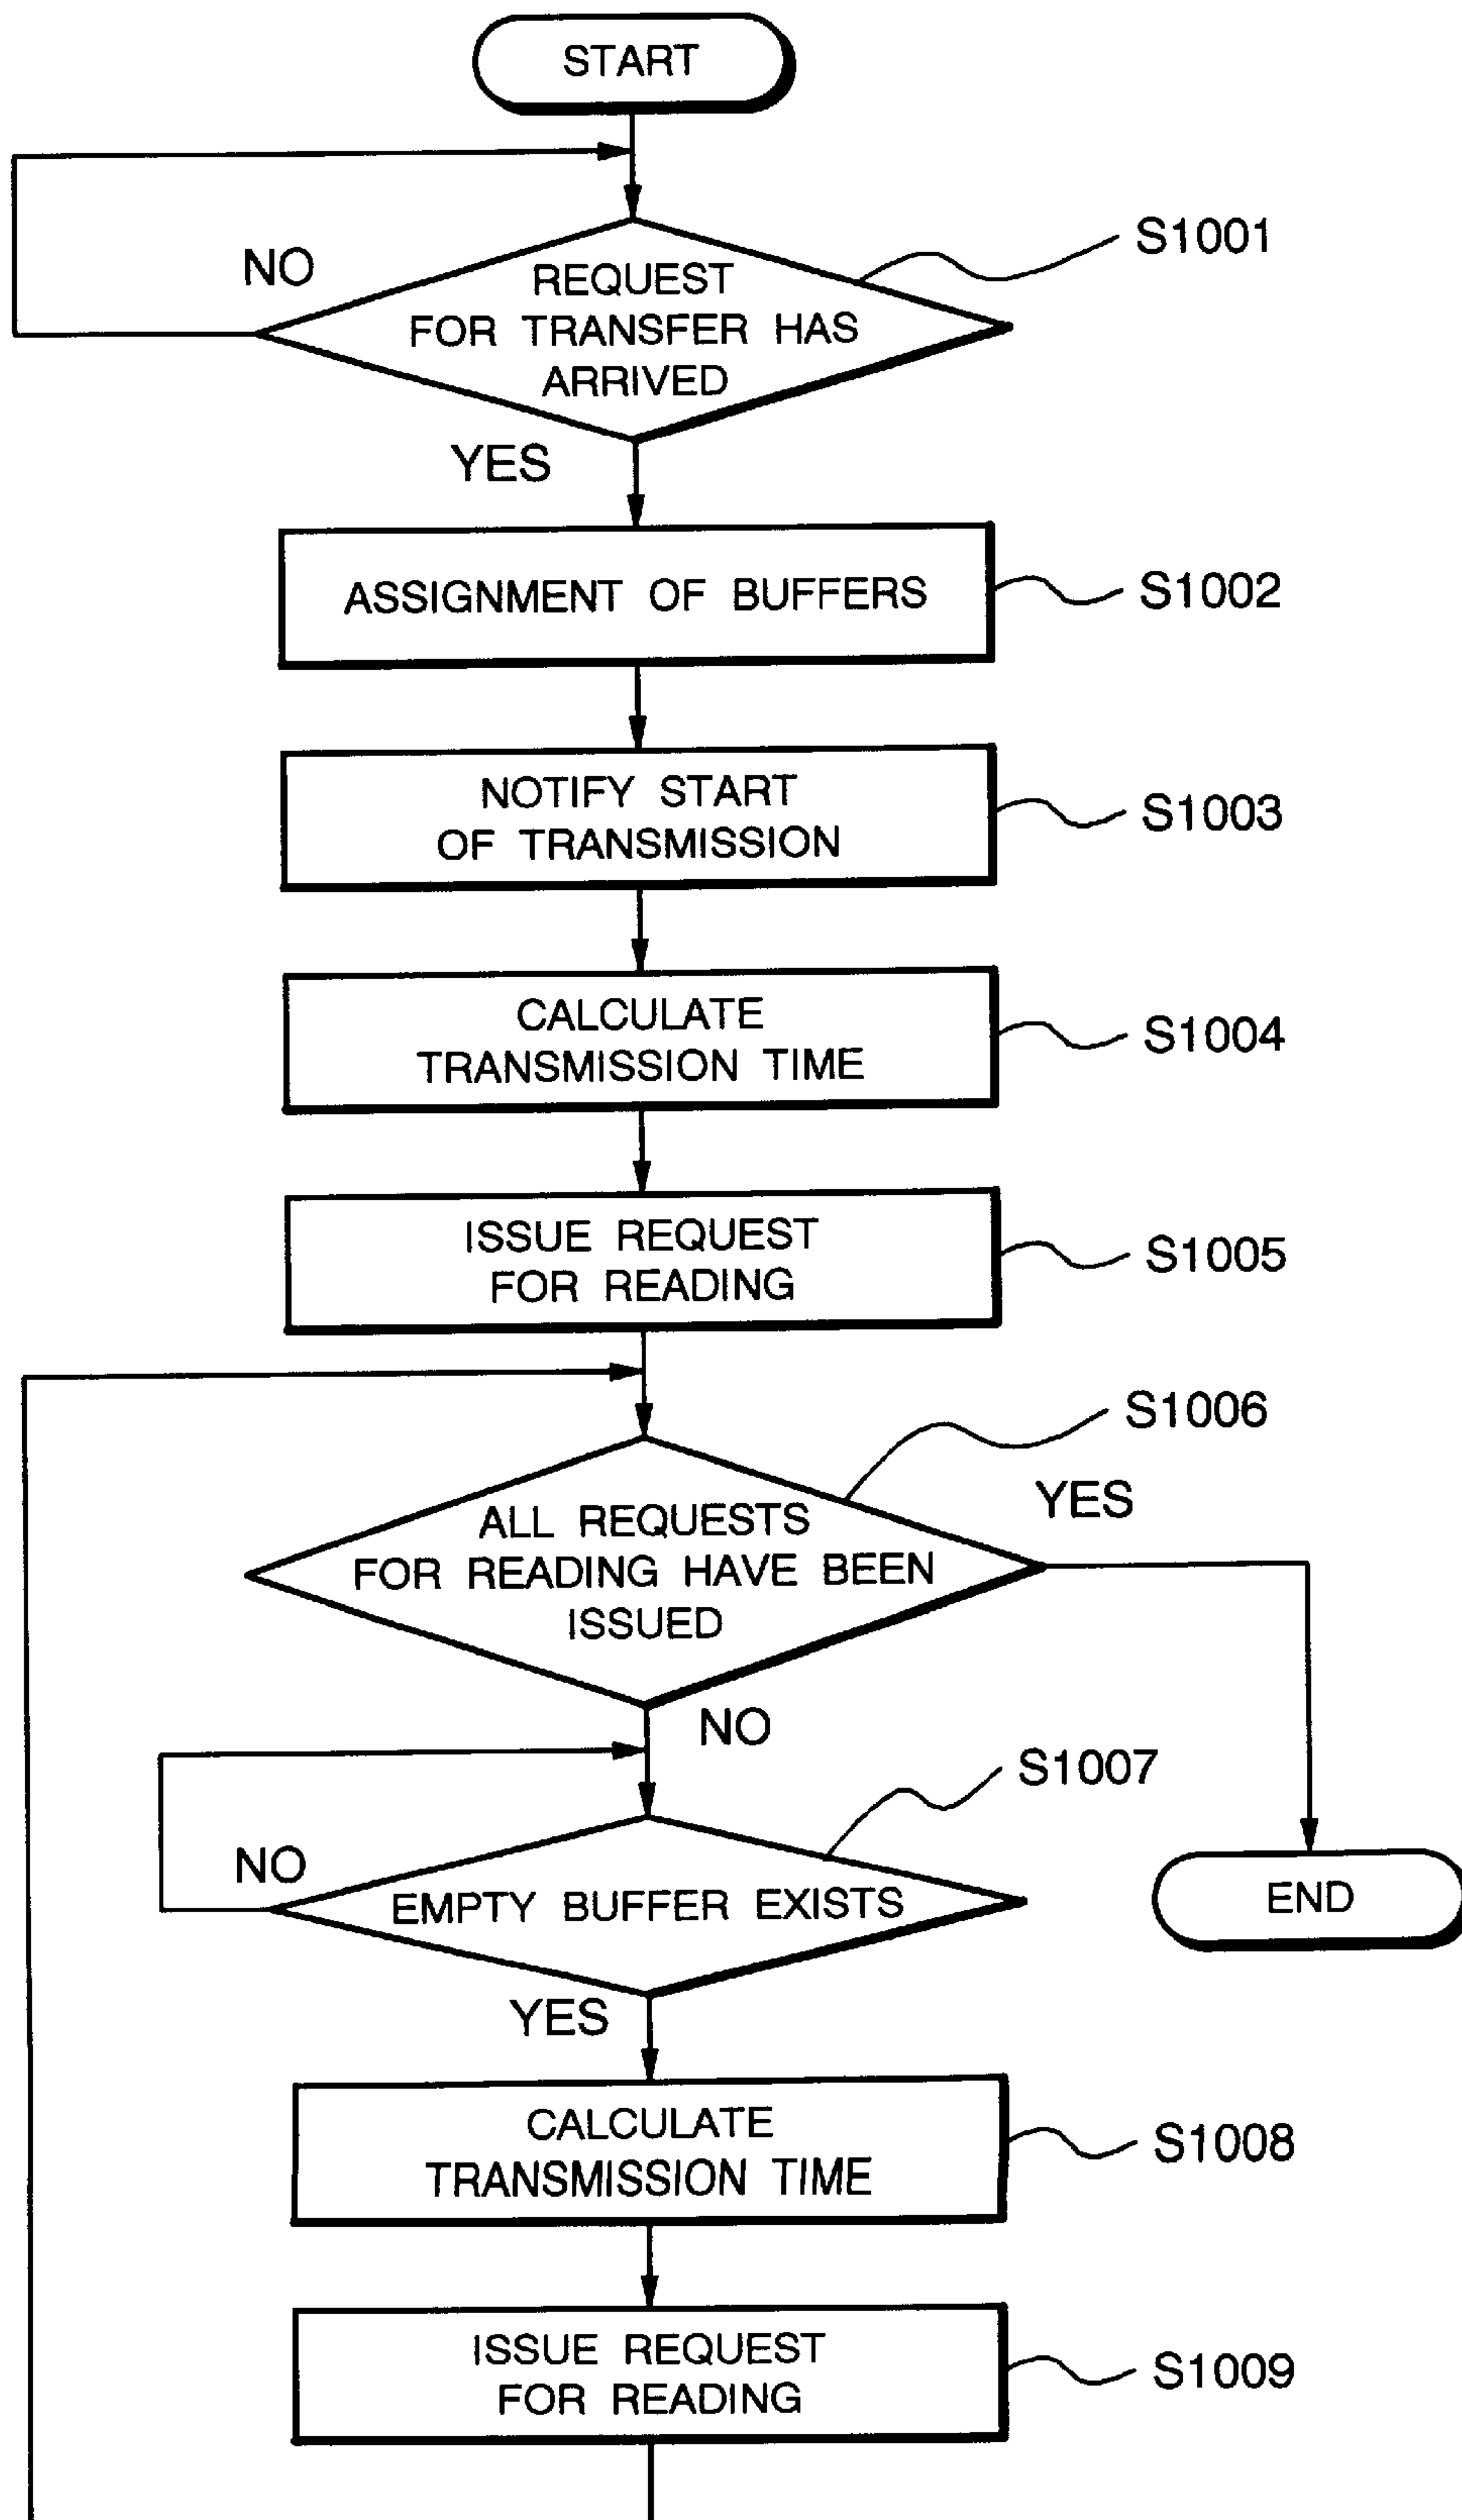 START
NO
S1001
REQUEST
FOR TRANSFER HAS
ARRIVED
YES
ASSIGNMENT OF BUFFERS
S1002
NOTIFY START
OF TRANSMISSION
S1003
CALCULATE
TRANSMISSION TIME
S1004
ISSUE REQUEST
FOR READING
S1005
S1006
YES
ALL REQUESTS
FOR READING HAVE BEEN
ISSUED
NO
S1007
NO
EMPTY BUFFER EXISTS
END
YES
CALCULATE
TRANSMISSION TIME
S1008
ISSUE REQUEST
FOR READING
S1009